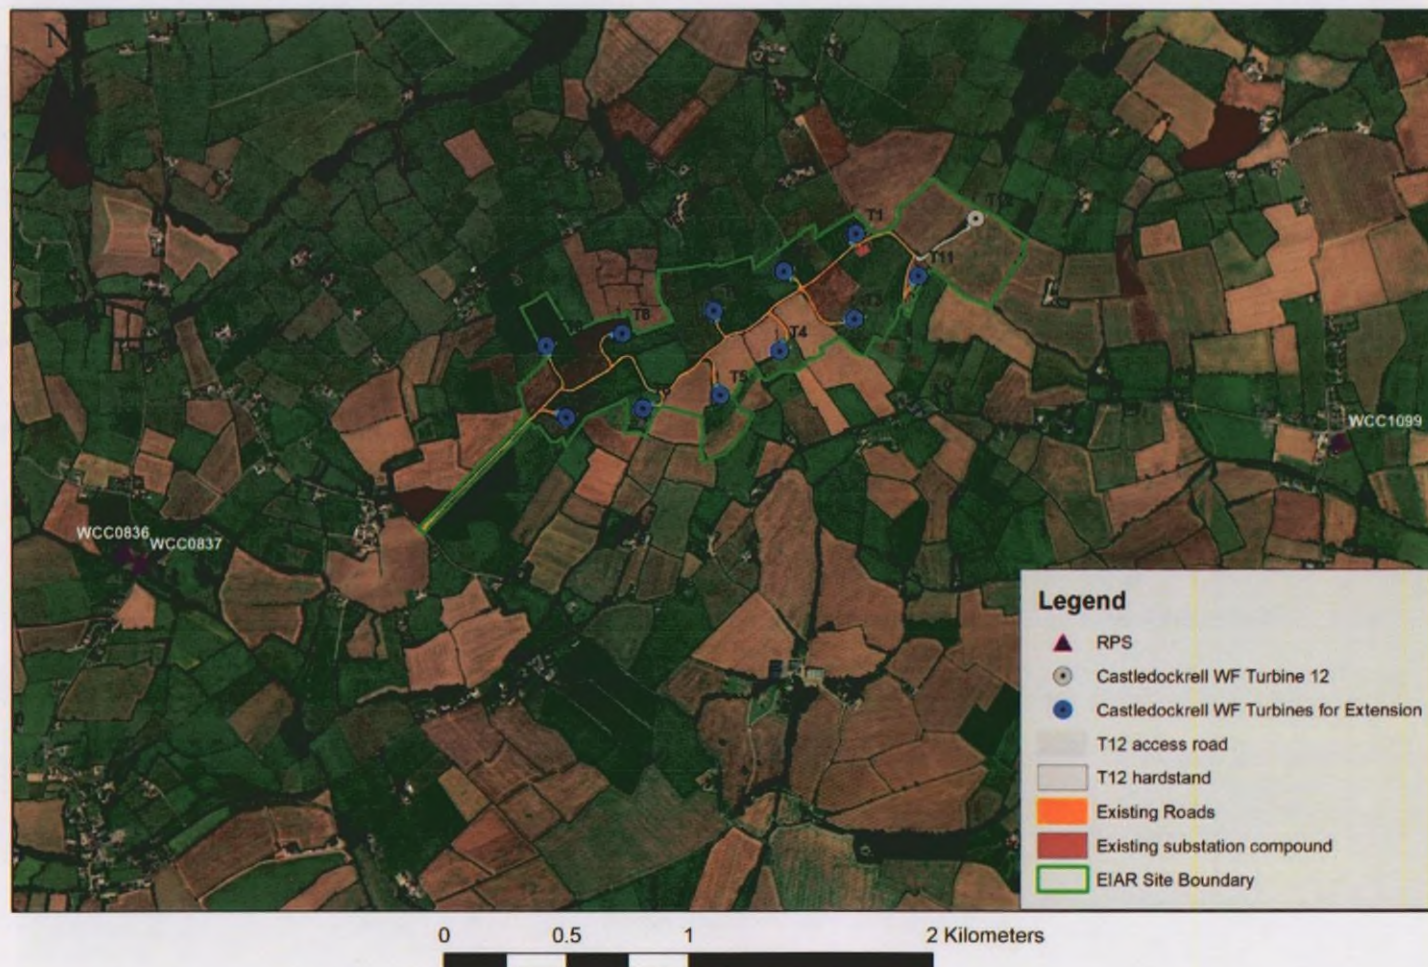 N
T1
T11
T8
T4
T5
WCC1099
WCC0836
WCC0837
Legend
RPS
Castledockrell WF Turbine 12
Castledockrell WF Turbines for Extension
T12 access road
T12 hardstand
Existing Roads
Existing substation compound
EIAR Site Boundary
0 0.5 1 2 Kilometers